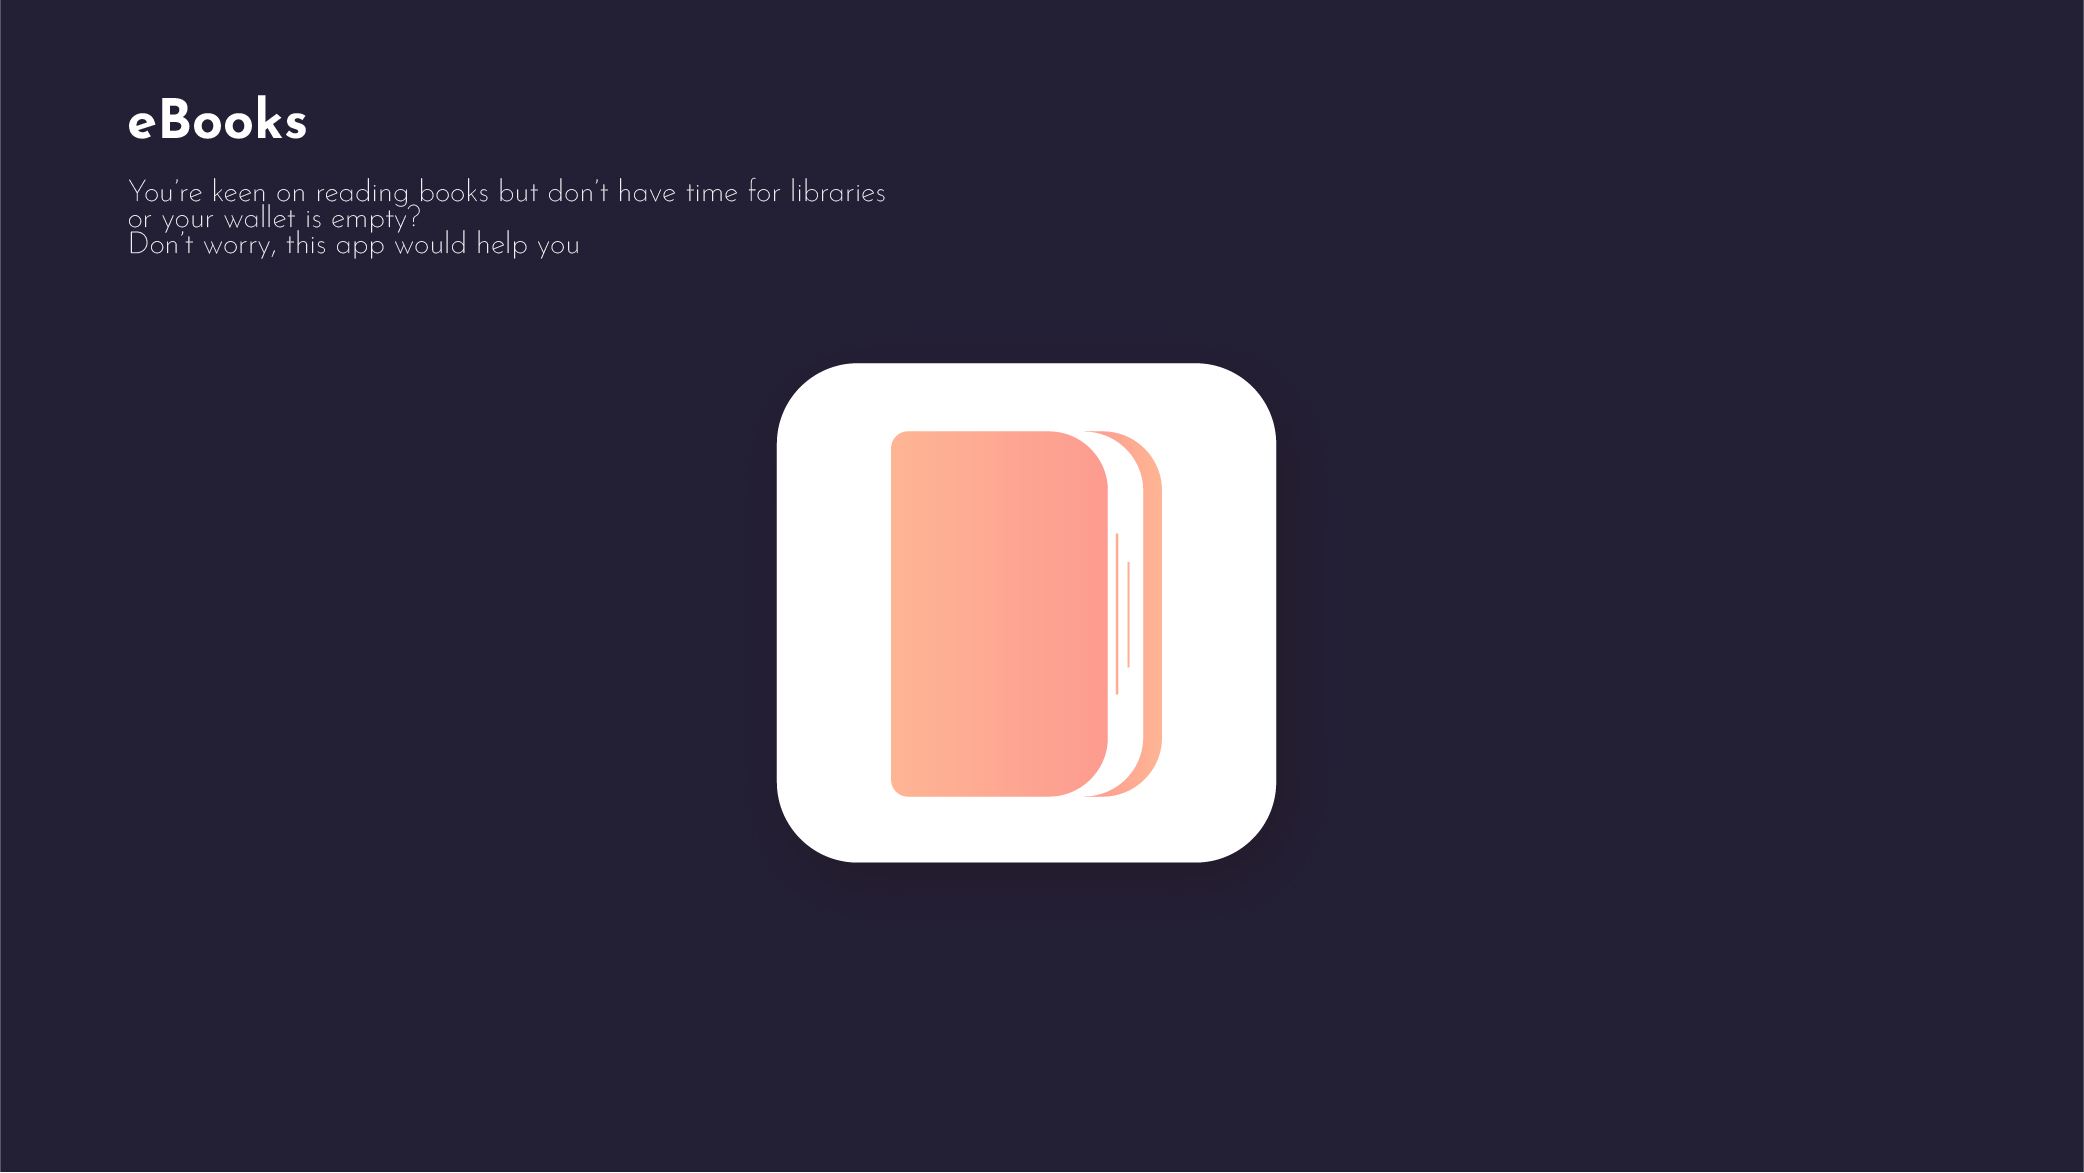 eBooks
You’re keen on reading books but don’t have time for libraries
or your wallet is empty?
Don’t worry, this app would help you